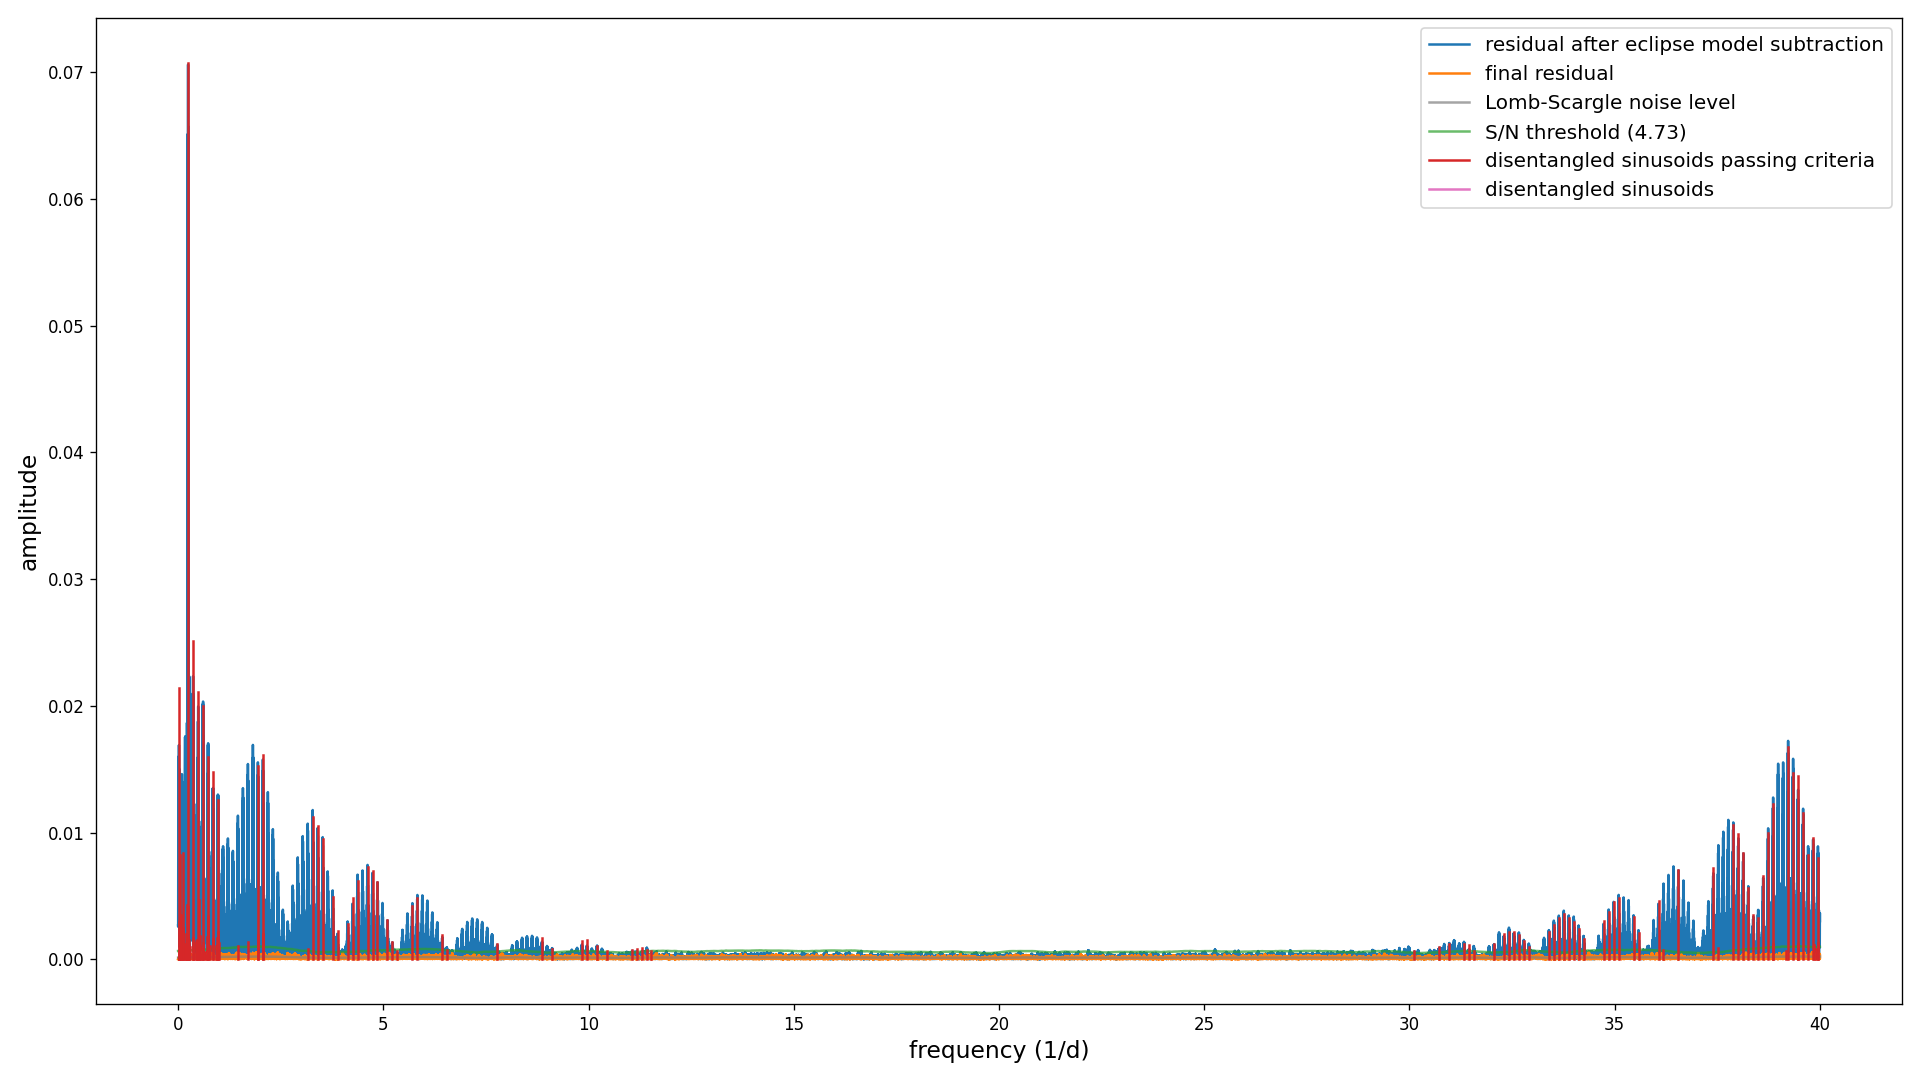 residual after eclipse model subtraction
final residual
Lomb-Scargle noise level
S/N threshold (4.73)
disentangled sinusoids passing criteria
disentangled sinusoids
0.07
0.06
0.05
0.04
0.03
0.02
0.01
0.00
amplitude
0 5 10 15 20 25 30 35 40
frequency (1/d)